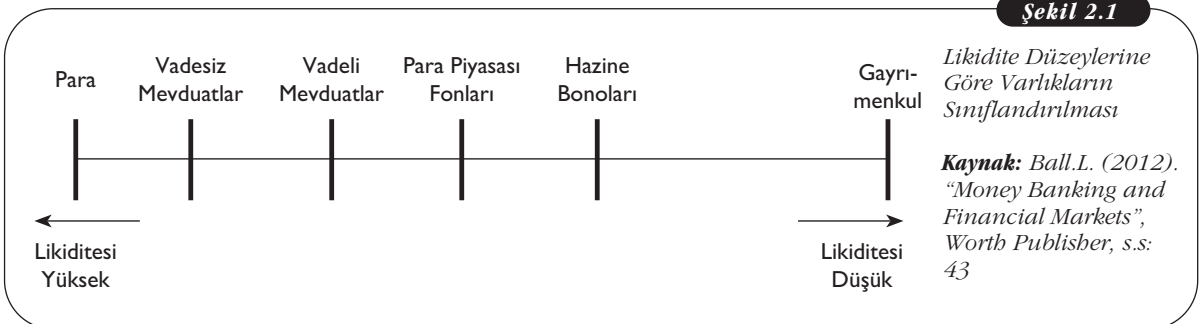 Şekil 2.1
Para
Vadesiz
Mevduatlar
Vadeli
Mevduatlar
Para Piyasası
Fonları
Hazine
Bonoları
Gayrı-
menkul
Likiditesi
Yüksek
Likiditesi
Düşük
Likidite Düzeylerine
Göre Varlıkların
Sınıflandırılması
Kaynak: Ball.L. (2012).
“Money Banking and
Financial Markets”,
Worth Publisher, s.s:
43